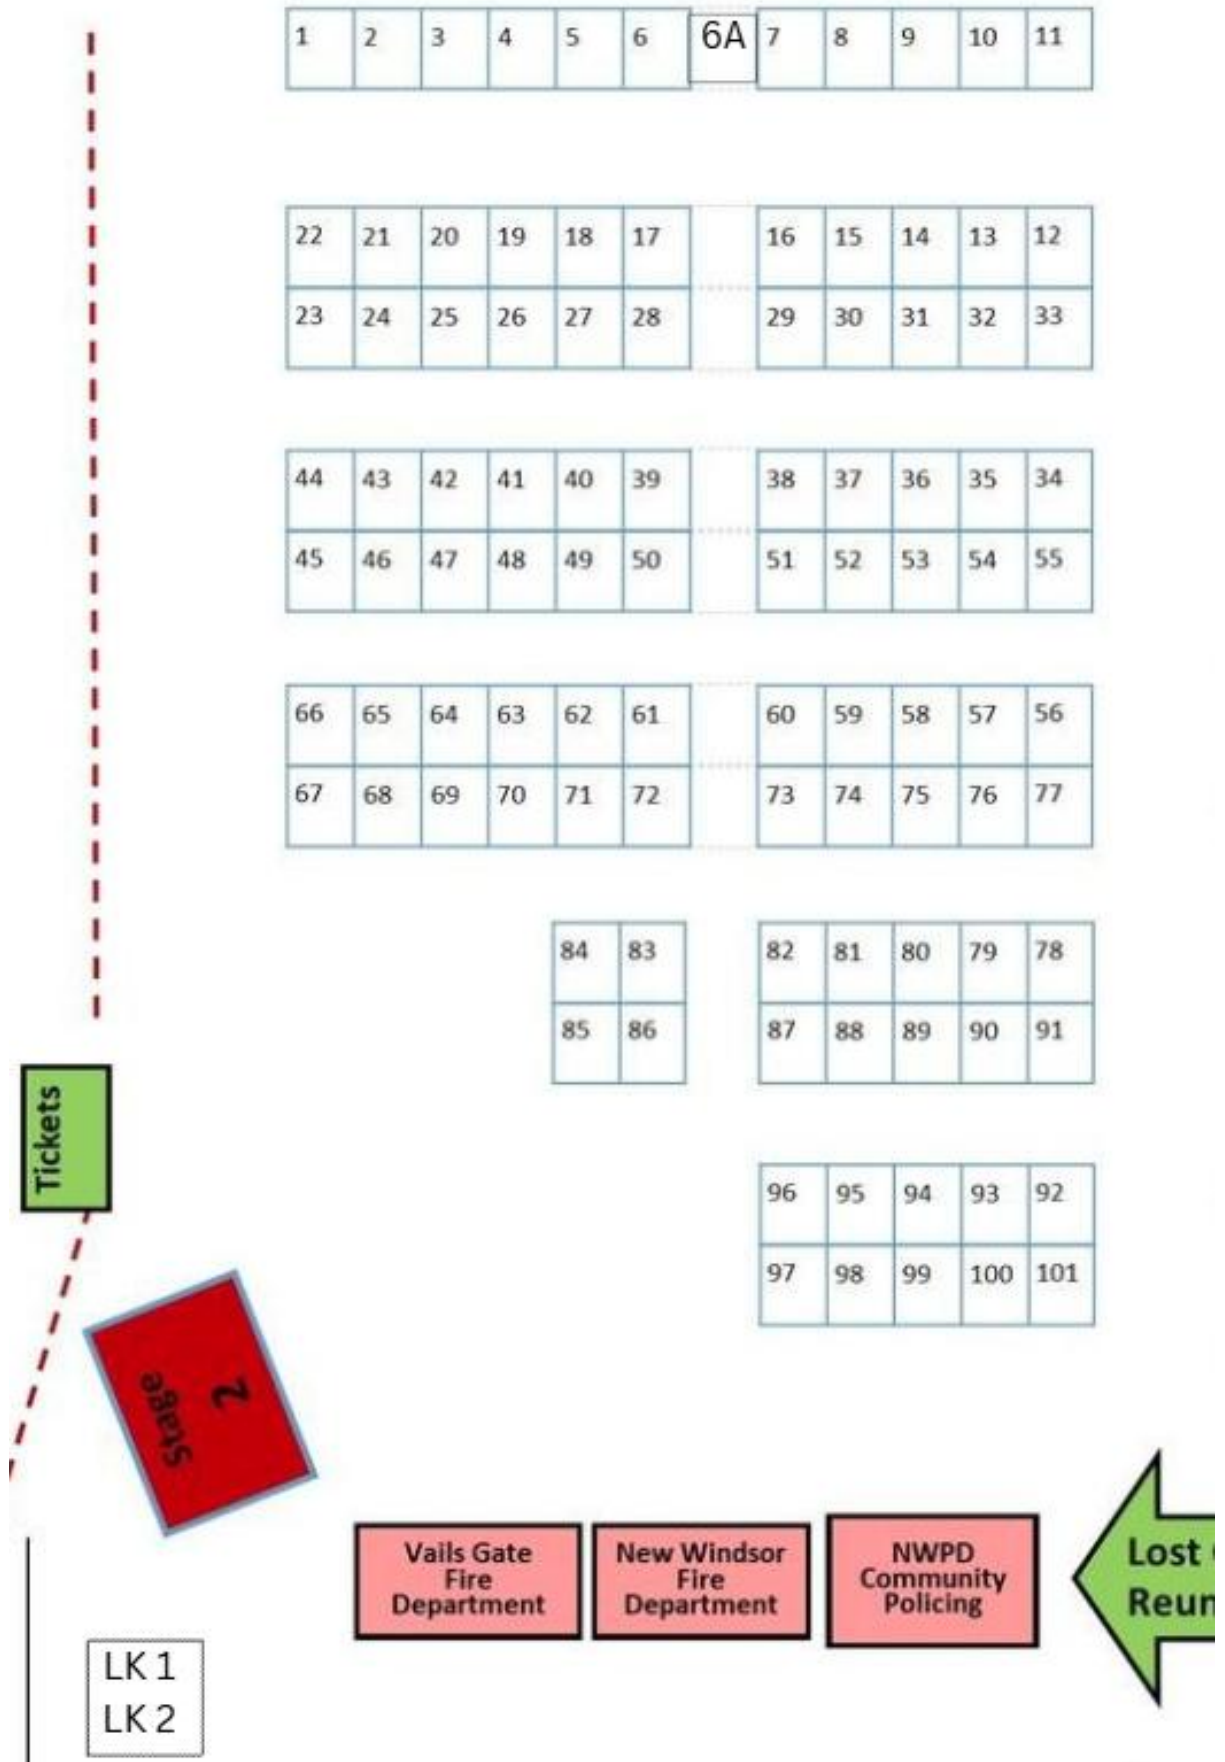 1 2 3 4 5 6 6A 7 8 9 10 11
22 21 20 19 18 17 16 15 14 13 12
23 24 25 26 27 28 29 30 31 32 33
44 43 42 41 40 39 38 37 36 35 34
45 46 47 48 49 50 51 52 53 54 55
66 65 64 63 62 61 60 59 58 57 56
67 68 69 70 71 72 73 74 75 76 77
84 83 82 81 80 79 78
85 86 87 88 89 90 91
Tickets
96 95 94 93 92
97 98 99 100 101
Stage
2
Vails Gate
Fire
Department
New Windsor
Fire
Department
NWPD
Community
Policing
Lost
Reun
LK 1
LK 2